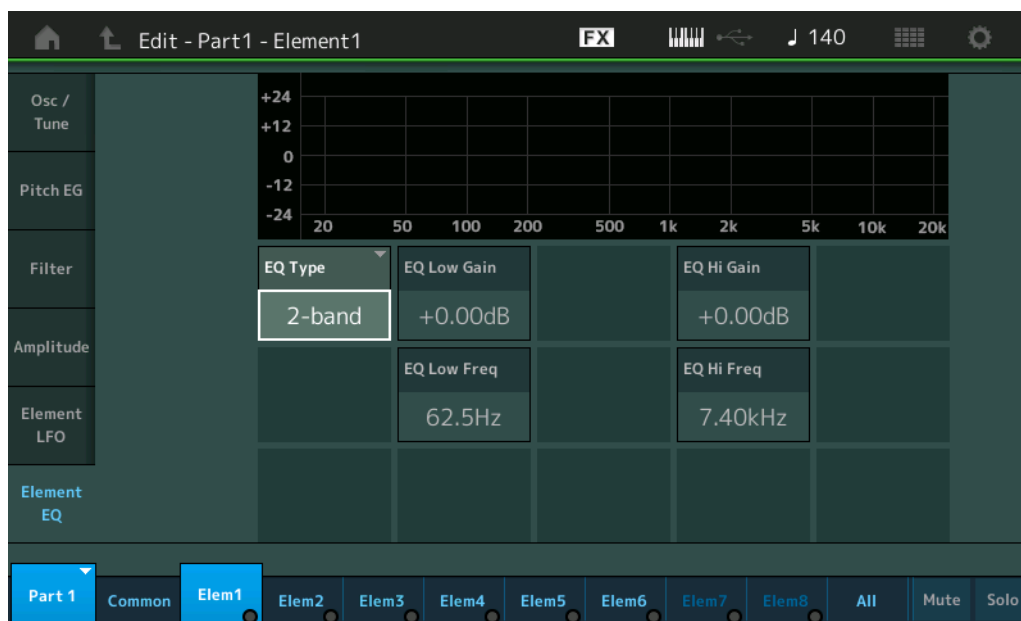 Edit - Part1 - Element1 FX 140
Osc /
Tune
Pitch EG
Filter
Amplitude
Element
LFO
Element
EQ
+24
+12
0
-12
-24
20 50 100 200 500 1k 2k 5k 10k 20k
EQ Type EQ Low Gain EQ Hi Gain
2-band +0.00dB +0.00dB
EQ Low Freq EQ Hi Freq
62.5Hz 7.40kHz
Part 1 Common Elem1 Elem2 Elem3 Elem4 Elem5 Elem6 Elem7 Elem8 All Mute Solo